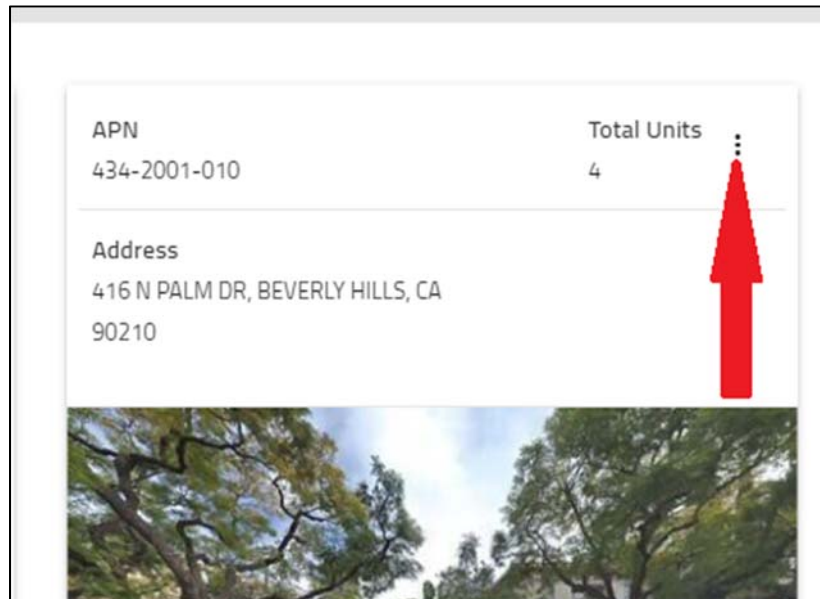 APN
Total Units
434-2001-010
4
Address
416 N PALM DR, BEVERLY HILLS, CA
90210